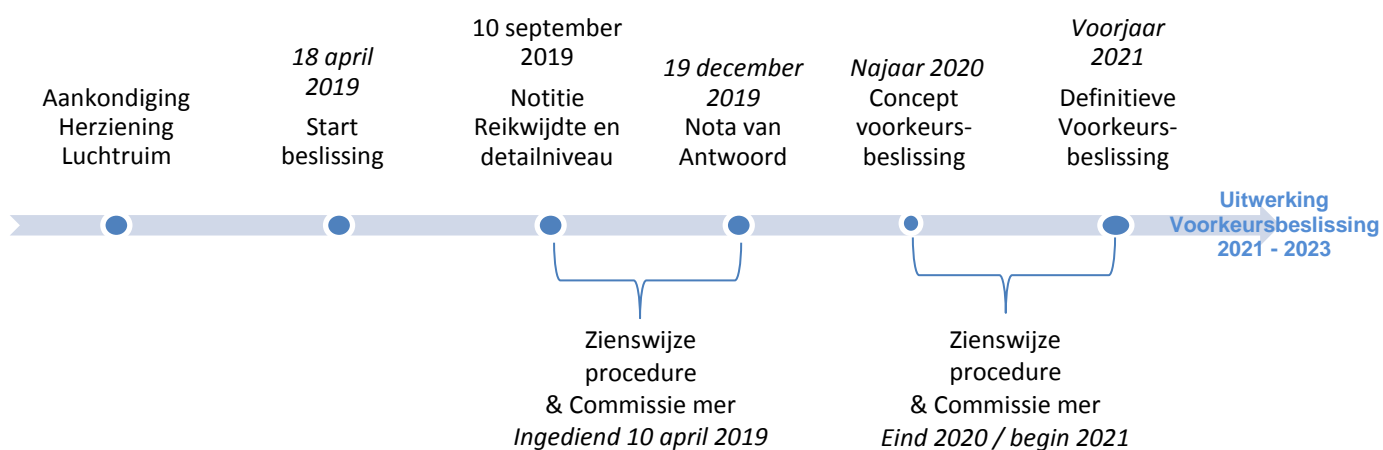 Aankondiging
Herziening
Luchtruim
18 april
2019
Start
beslissing
10 september
2019
Notitie
Reikwijdte en
detailniveau
19 december
2019
Nota van
Antwoord
Najaar 2020
Concept
voorkeurs-
beslissing
Voorjaar
2021
Definitieve
Voorkeurs-
beslissing
Uitwerking
Voorkeursbeslissing
2021 - 2023
Zienswijze
procedure
& Commissie mer
Ingediend 10 april 2019
Zienswijze
procedure
& Commissie mer
Eind 2020 / begin 2021